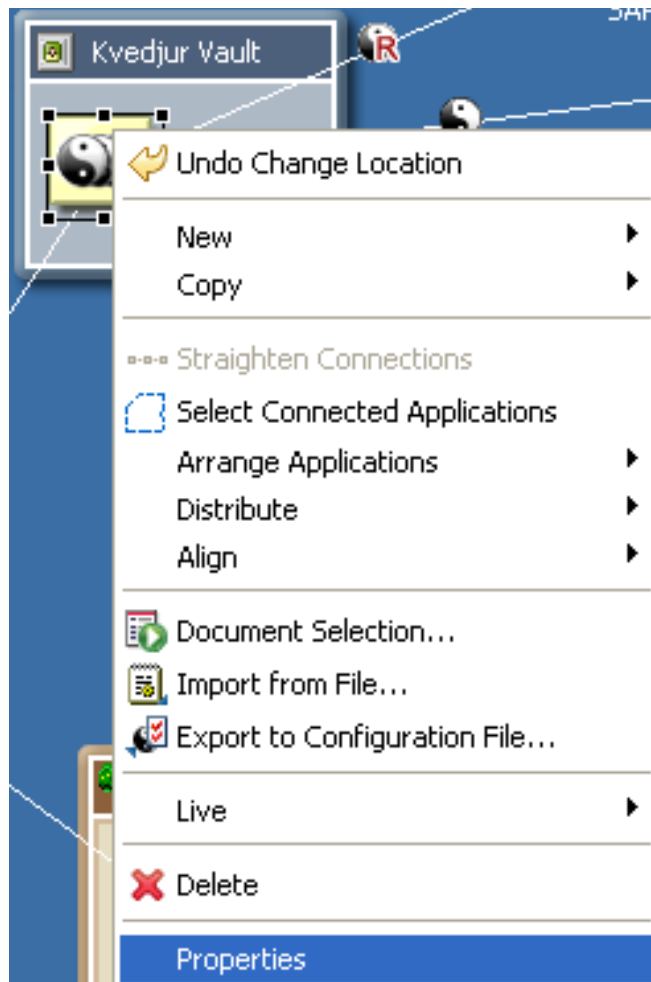 Kvedjur Vault
R
Undo Change Location
New
Copy
Straighten Connections
Select Connected Applications
Arrange Applications
Distribute
Align
Document Selection...
Import from File...
Export to Configuration File...
Live
Delete
Properties